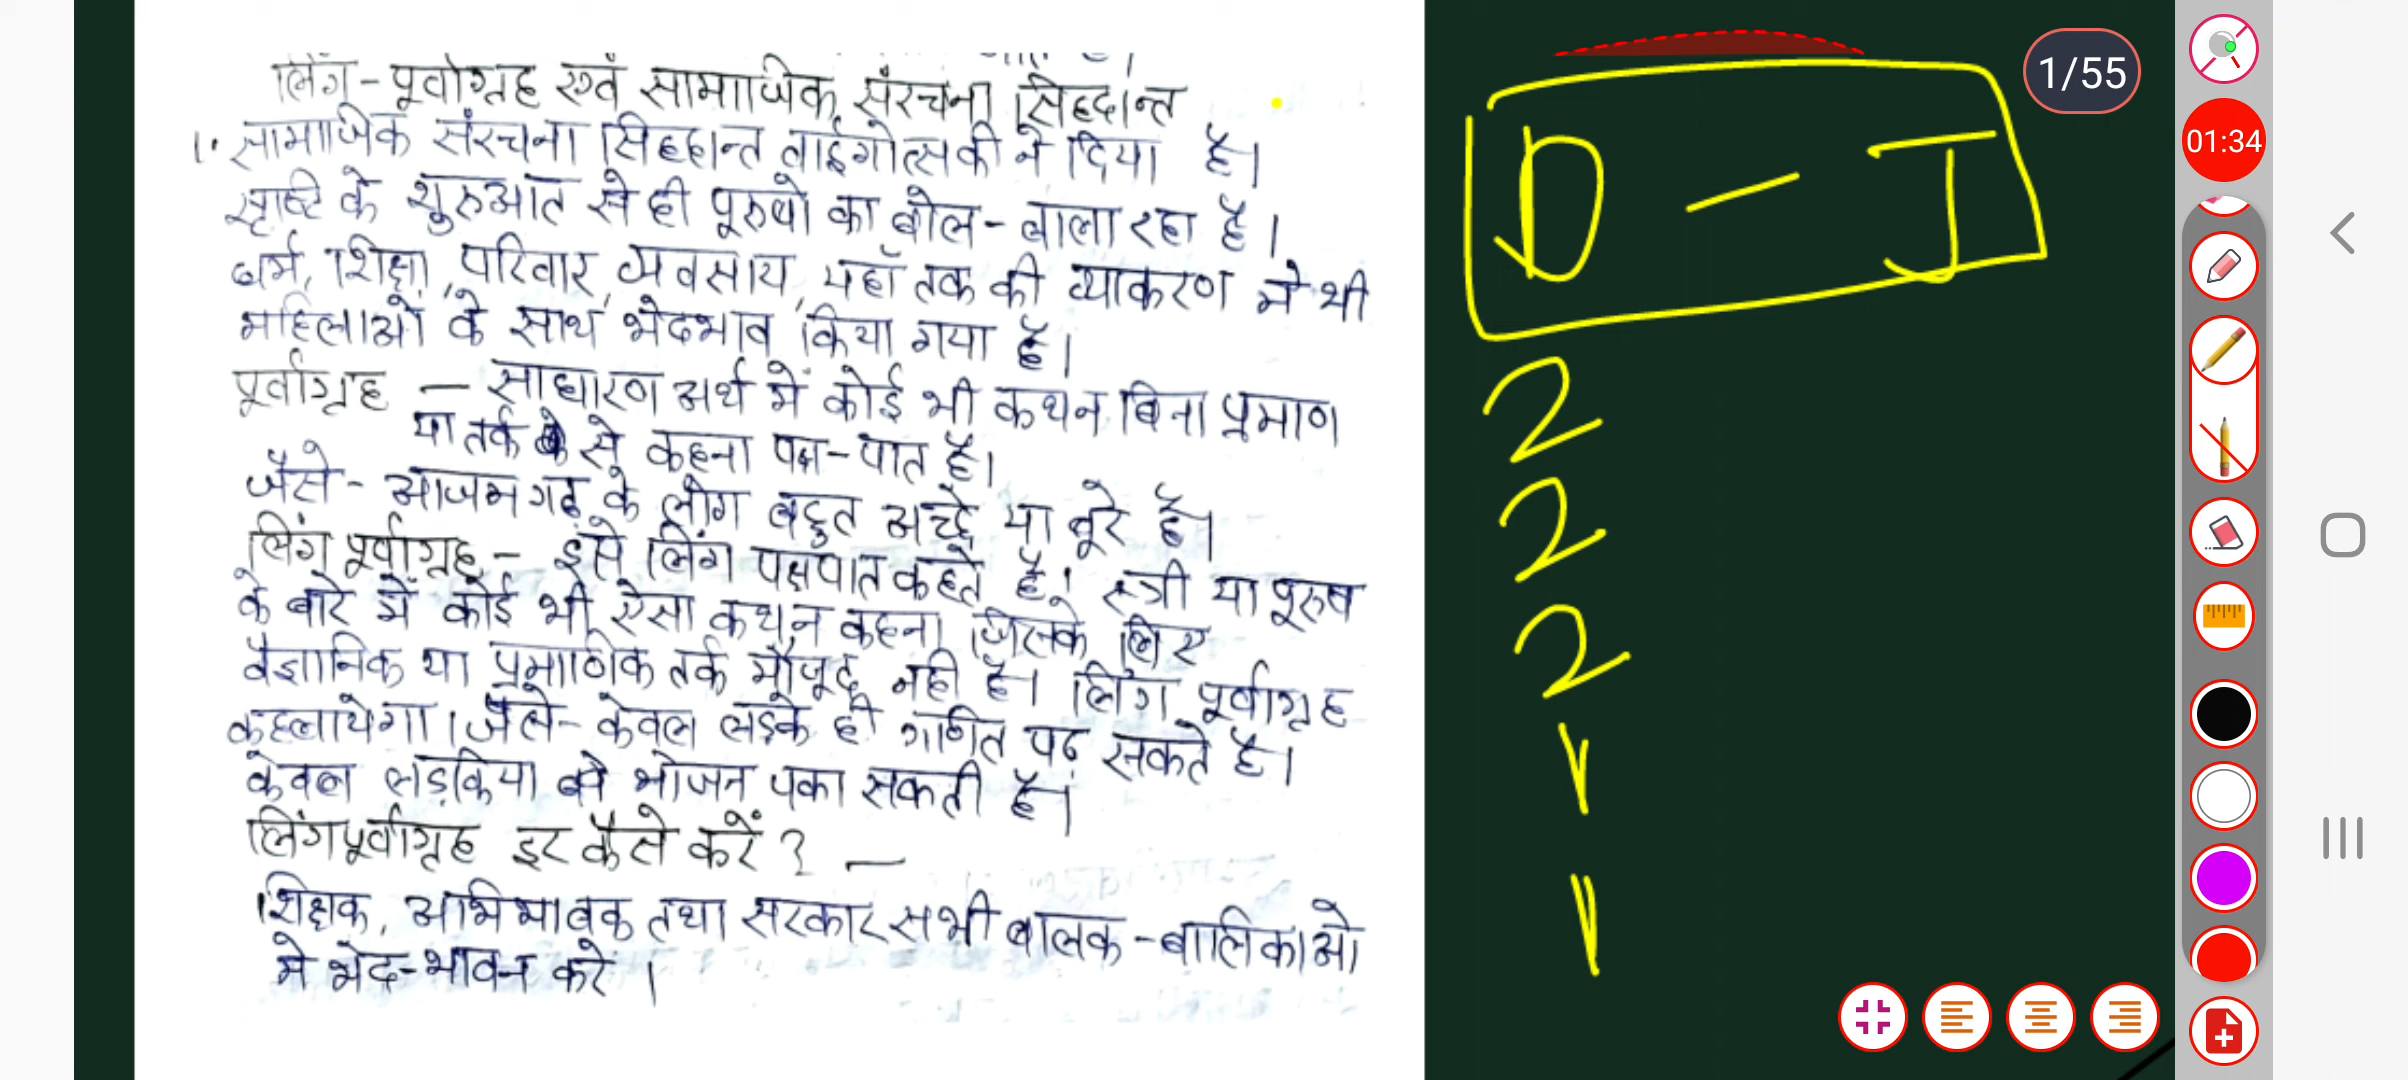 लिंग - पूर्वाग्रह एवं सामाजिक संरचना सिद्धान्त
1. सामाजिक संरचना सिद्धान्त वाईगोत्सकी ने दिया है।
सृष्टि के शुरुआत से ही पुरुषो का बोल - वाला रहा है।
धर्म, शिक्षा, परिवार, व्यवसाय, यहाँ तक की व्याकरण मे भी
महिलाओं के साथ भेदभाव किया गया है।
पूर्वाग्रह — साधारण अर्थ में कोई भी कथन बिना प्रमाण
या तर्क से कहना पक्ष - पात है।
जैसे - आजमगढ़ के लोग बहुत अच्छे या बूरे है।
लिंग पूर्वाग्रह - इसे लिंग पक्षपात कहते है। स्त्री या पुरुष
के बारे में कोई भी ऐसा कथन कहना जिसके लिए
वैज्ञानिक या प्रमाणिक तर्क मौजूद नही है। लिंग पूर्वाग्रह
कहलायेगा। जैसे - केवल लड़के ही गणित पढ़ सकते है।
केवल लड़किया भोजन पका सकती है।
लिंगपूर्वाग्रह दूर कैसे करें ? —
शिक्षक, अभिभावक तथा सरकार सभी बालक - बालिकाओ
मे भेद - भाव न करे ।
D - J
2
2
2
1
1
1/55
01:34